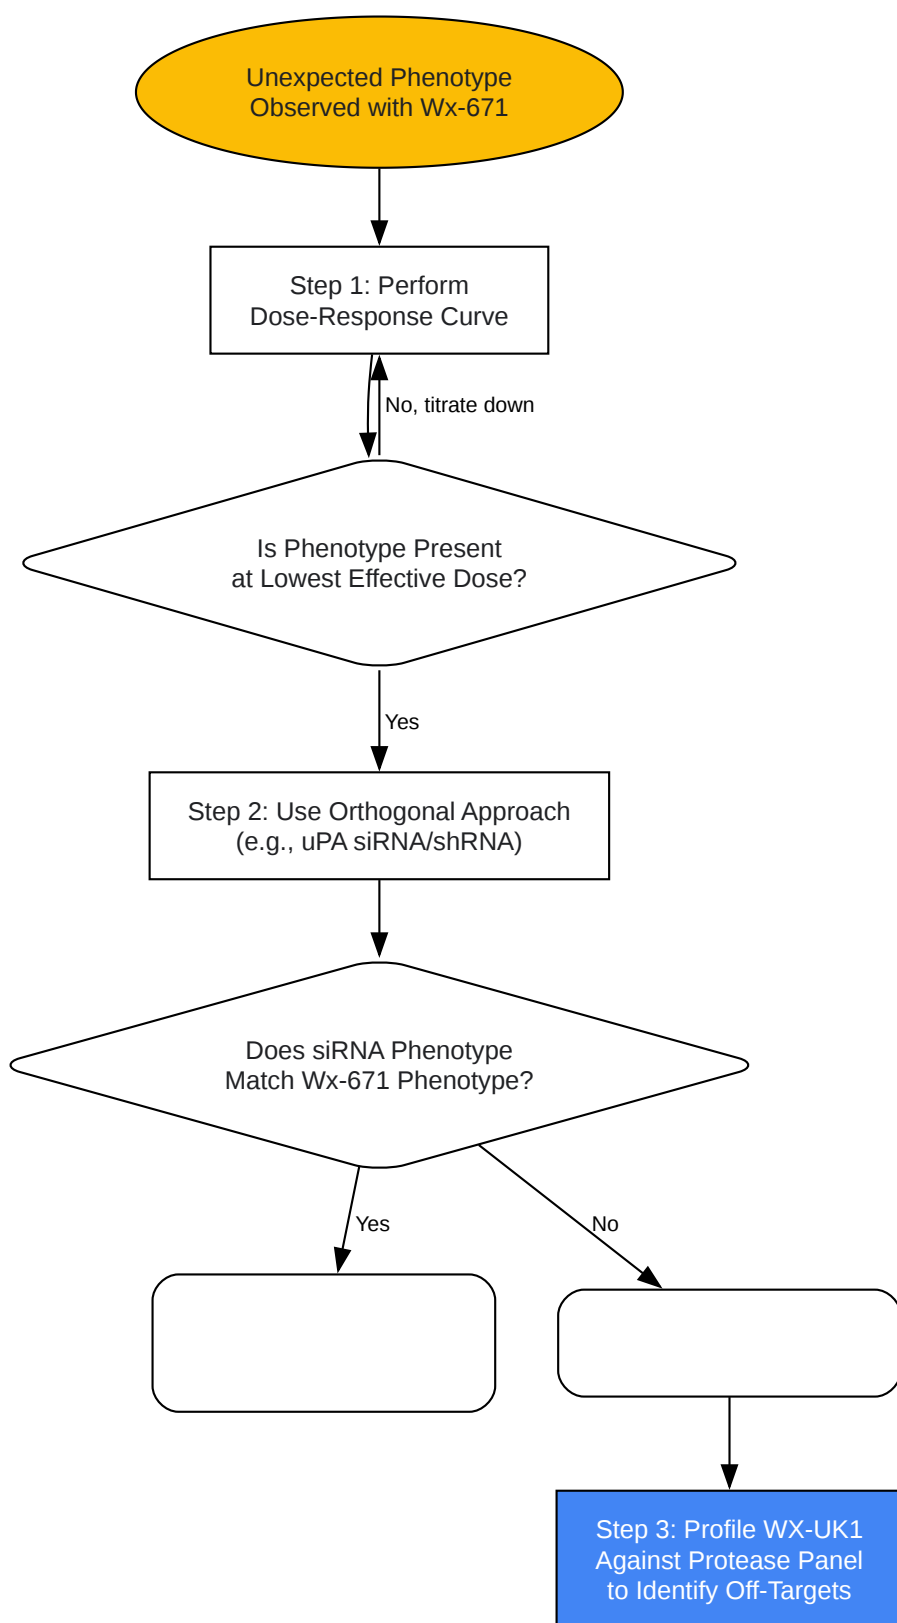 Unexpected Phenotype
Observed with Wx-671
Step 1: Perform
Dose-Response Curve
No, titrate down
Is Phenotype Present
at Lowest Effective Dose?
Yes
Step 2: Use Orthogonal Approach
(e.g., uPA siRNA/shRNA)
Does siRNA Phenotype
Match Wx-671 Phenotype?
Yes
No
Step 3: Profile WX-UK1
Against Protease Panel
to Identify Off-Targets